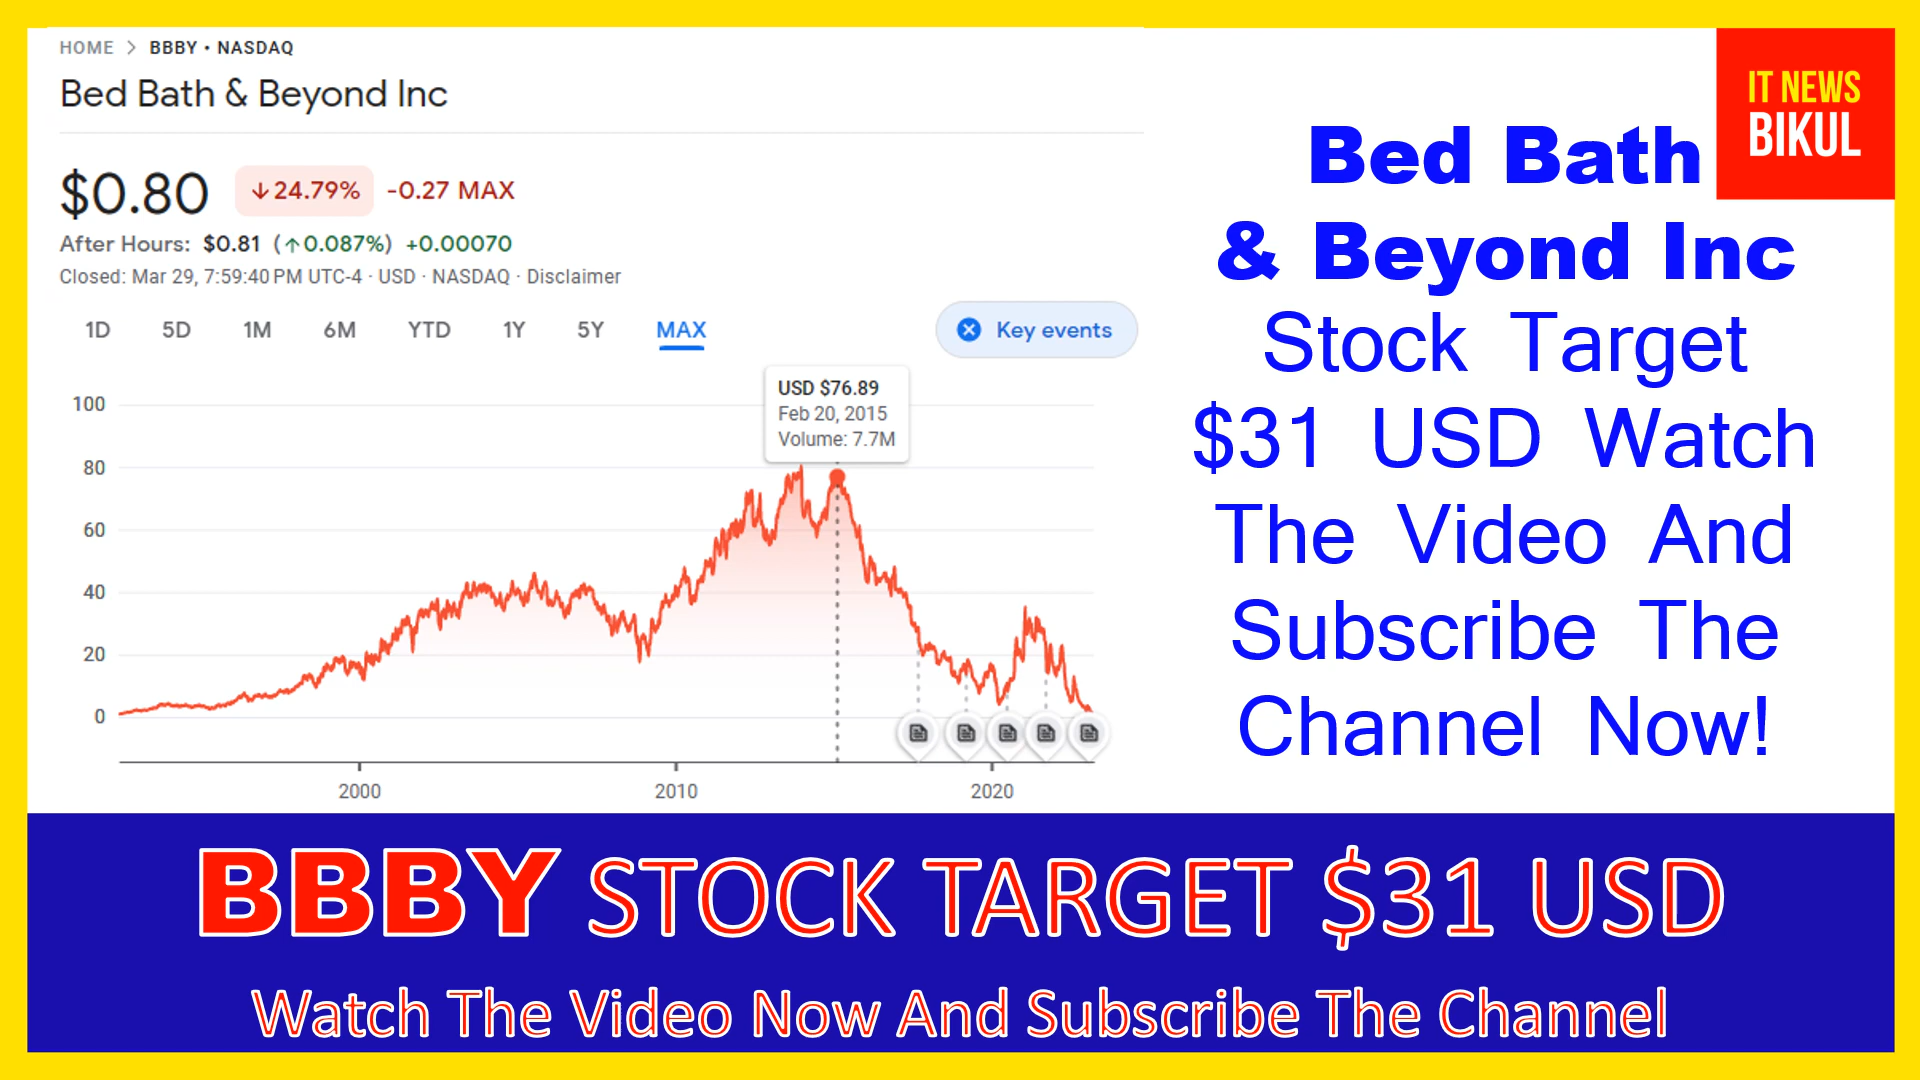 HOME > BBBY • NASDAQ
Bed Bath & Beyond Inc
$0.80 ↓24.79% -0.27 MAX
After Hours: $0.81 (↑0.087%) +0.00070
Closed: Mar 29, 7:59:40 PM UTC-4 · USD · NASDAQ · Disclaimer
1D 5D 1M 6M YTD 1Y 5Y MAX Key events
USD $76.89
Feb 20, 2015
Volume: 7.7M
100
80
60
40
20
0
2000 2010 2020
IT NEWS
BIKUL
Bed Bath
& Beyond Inc
Stock Target
$31 USD Watch
The Video And
Subscribe The
Channel Now!
BBBY STOCK TARGET $31 USD
Watch The Video Now And Subscribe The Channel